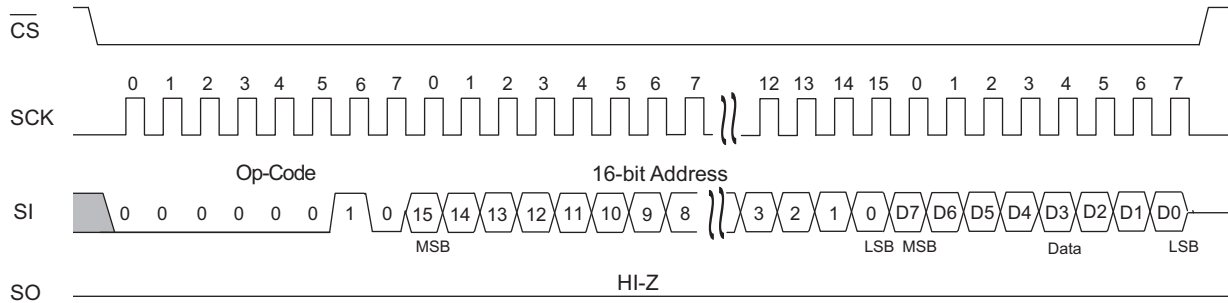 CS
0 1 2 3 4 5 6 7 0 1 2 3 4 5 6 7 12 13 14 15 0 1 2 3 4 5 6 7
SCK
Op-Code 16-bit Address
SI 0 0 0 0 0 0 1 0 15 14 13 12 11 10 9 8 3 2 1 0 D7 D6 D5 D4 D3 D2 D1 D0
MSB LSB MSB Data LSB
HI-Z
SO